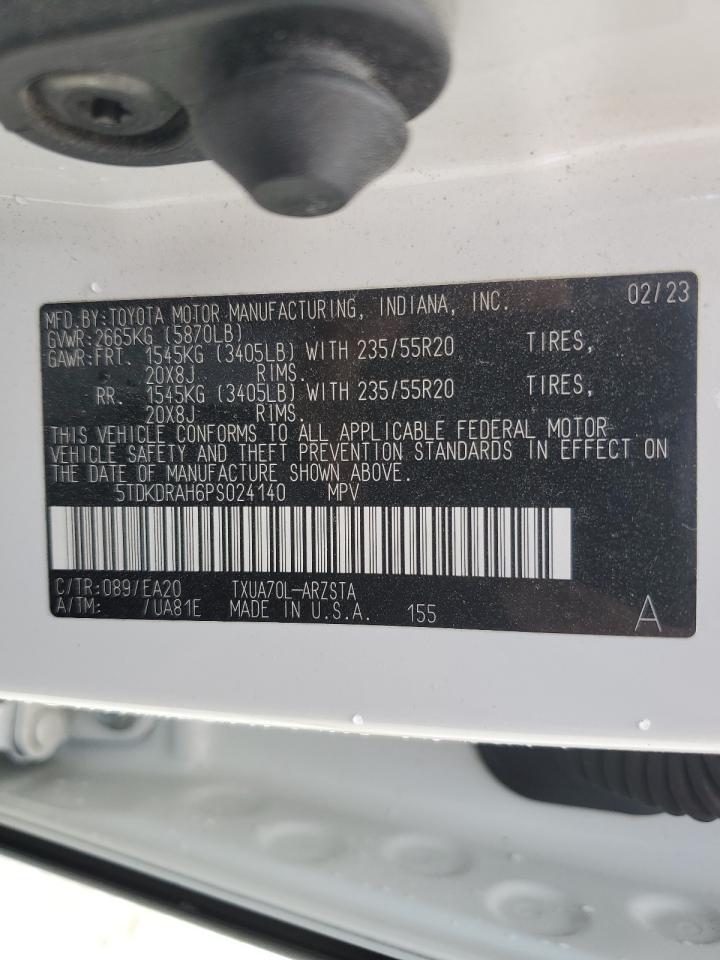 MFD.BY:TOYOTA MOTOR MANUFACTURING, INDIANA, INC. 02/23
GVWR:2665KG (5870LB)
GAWR:FRT. 1545KG (3405LB) WITH 235/55R20 TIRES,
20X8J RIMS.
RR. 1545KG (3405LB) WITH 235/55R20 TIRES,
20X8J RIMS.
THIS VEHICLE CONFORMS TO ALL APPLICABLE FEDERAL MOTOR
VEHICLE SAFETY AND THEFT PREVENTION STANDARDS IN EFFECT ON
THE DATE OF MANUFACTURE SHOWN ABOVE.
5TDKDRAH6PS024140 MPV
C/TR:089/EA20 TXUA70L-ARZSTA
A/TM: /UA81E MADE IN U.S.A. 155 A